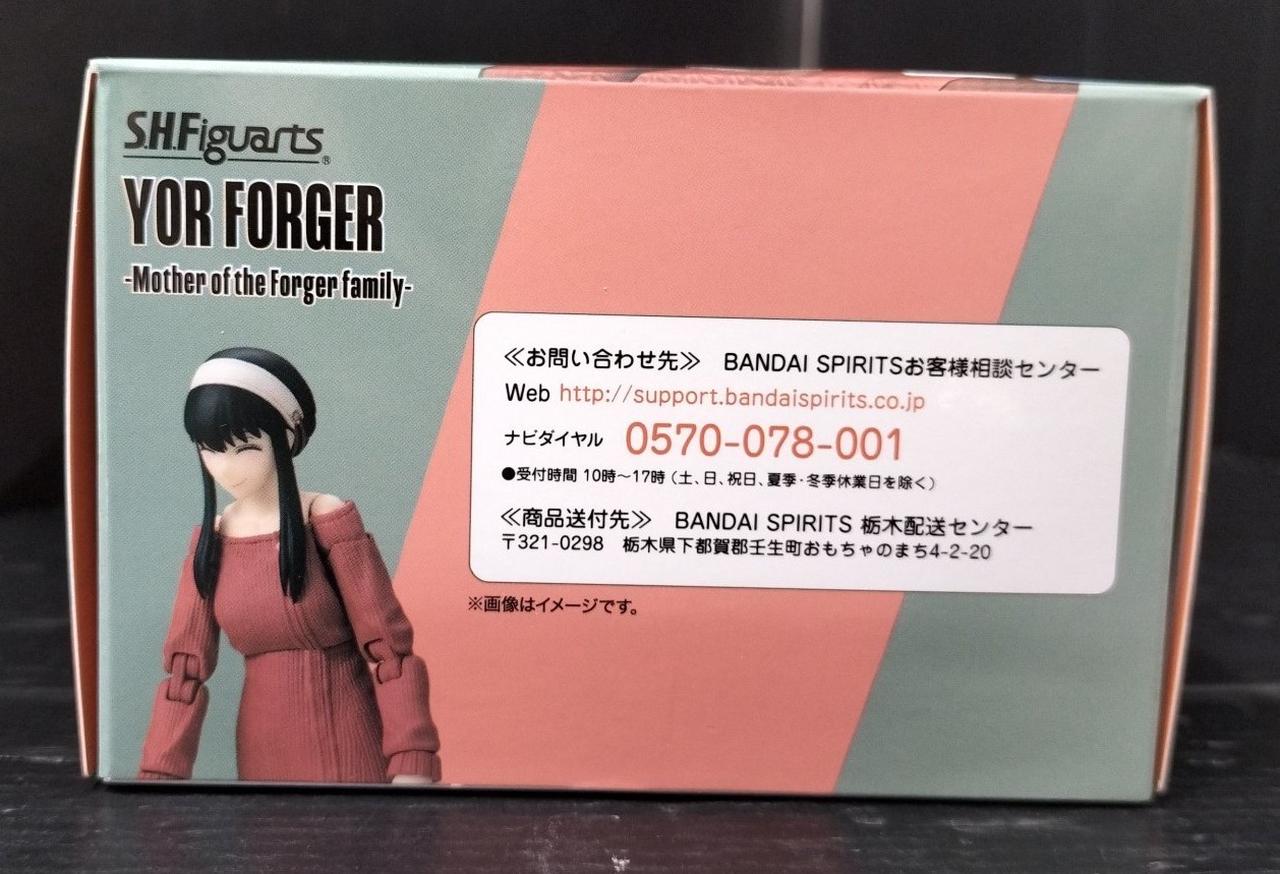 S.H.Figuarts®
YOR FORGER
-Mother of the Forger family-
≪お問い合わせ先≫ BANDAI SPIRITSお客様相談センター
Web http://support.bandaispirits.co.jp
ナビダイヤル 0570-078-001
●受付時間 10時～17時（土、日、祝日、夏季・冬季休業日を除く）
≪商品送付先≫ BANDAI SPIRITS 栃木配送センター
〒321-0298 栃木県下都賀郡壬生町おもちゃのまち4-2-20
※画像はイメージです。